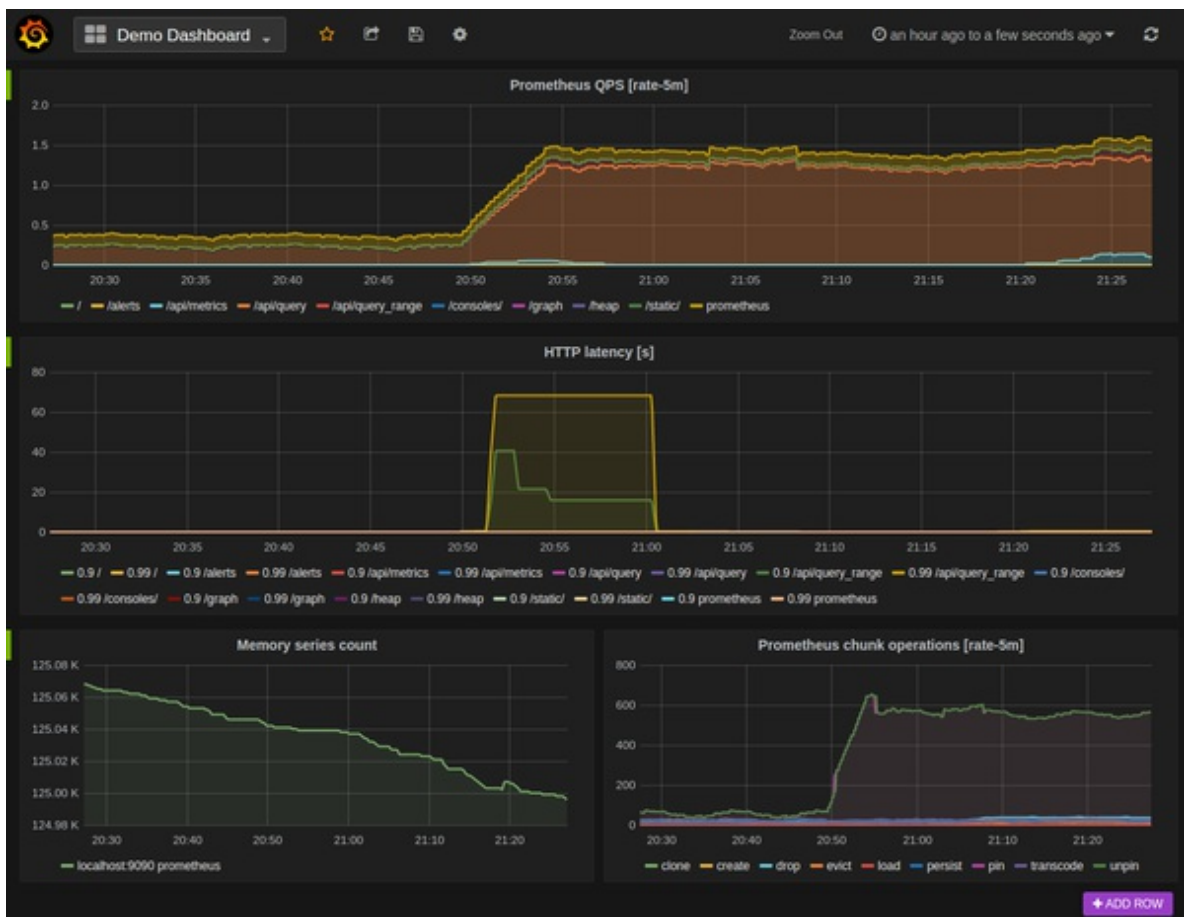 Demo Dashboard
Zoom Out an hour ago to a few seconds ago
Prometheus QPS [rate-5m]
2.0
1.5
1.0
0.5
0
20:30 20:35 20:40 20:45 20:50 20:55 21:00 21:05 21:10 21:15 21:20 21:25
/ /alerts /api/metrics /api/query /api/query_range /consoles/ /graph /heap /static/ prometheus
HTTP latency [s]
80
60
40
20
0
20:30 20:35 20:40 20:45 20:50 20:55 21:00 21:05 21:10 21:15 21:20 21:25
0.9 / 0.99 / 0.9 /alerts 0.99 /alerts 0.9 /api/metrics 0.99 /api/metrics 0.9 /api/query 0.99 /api/query 0.9 /api/query_range 0.99 /api/query_range 0.9 /consoles/
0.99 /consoles/ 0.9 /graph 0.99 /graph 0.9 /heap 0.99 /heap 0.9 /static/ 0.99 /static/ 0.9 prometheus 0.99 prometheus
Memory series count
125.08 K
125.06 K
125.04 K
125.02 K
125.00 K
124.98 K
20:30 20:40 20:50 21:00 21:10 21:20
localhost:9090 prometheus
Prometheus chunk operations [rate-5m]
800
600
400
200
0
20:30 20:40 20:50 21:00 21:10 21:20
clone create drop evict load persist pin transcode unpin
+ ADD ROW